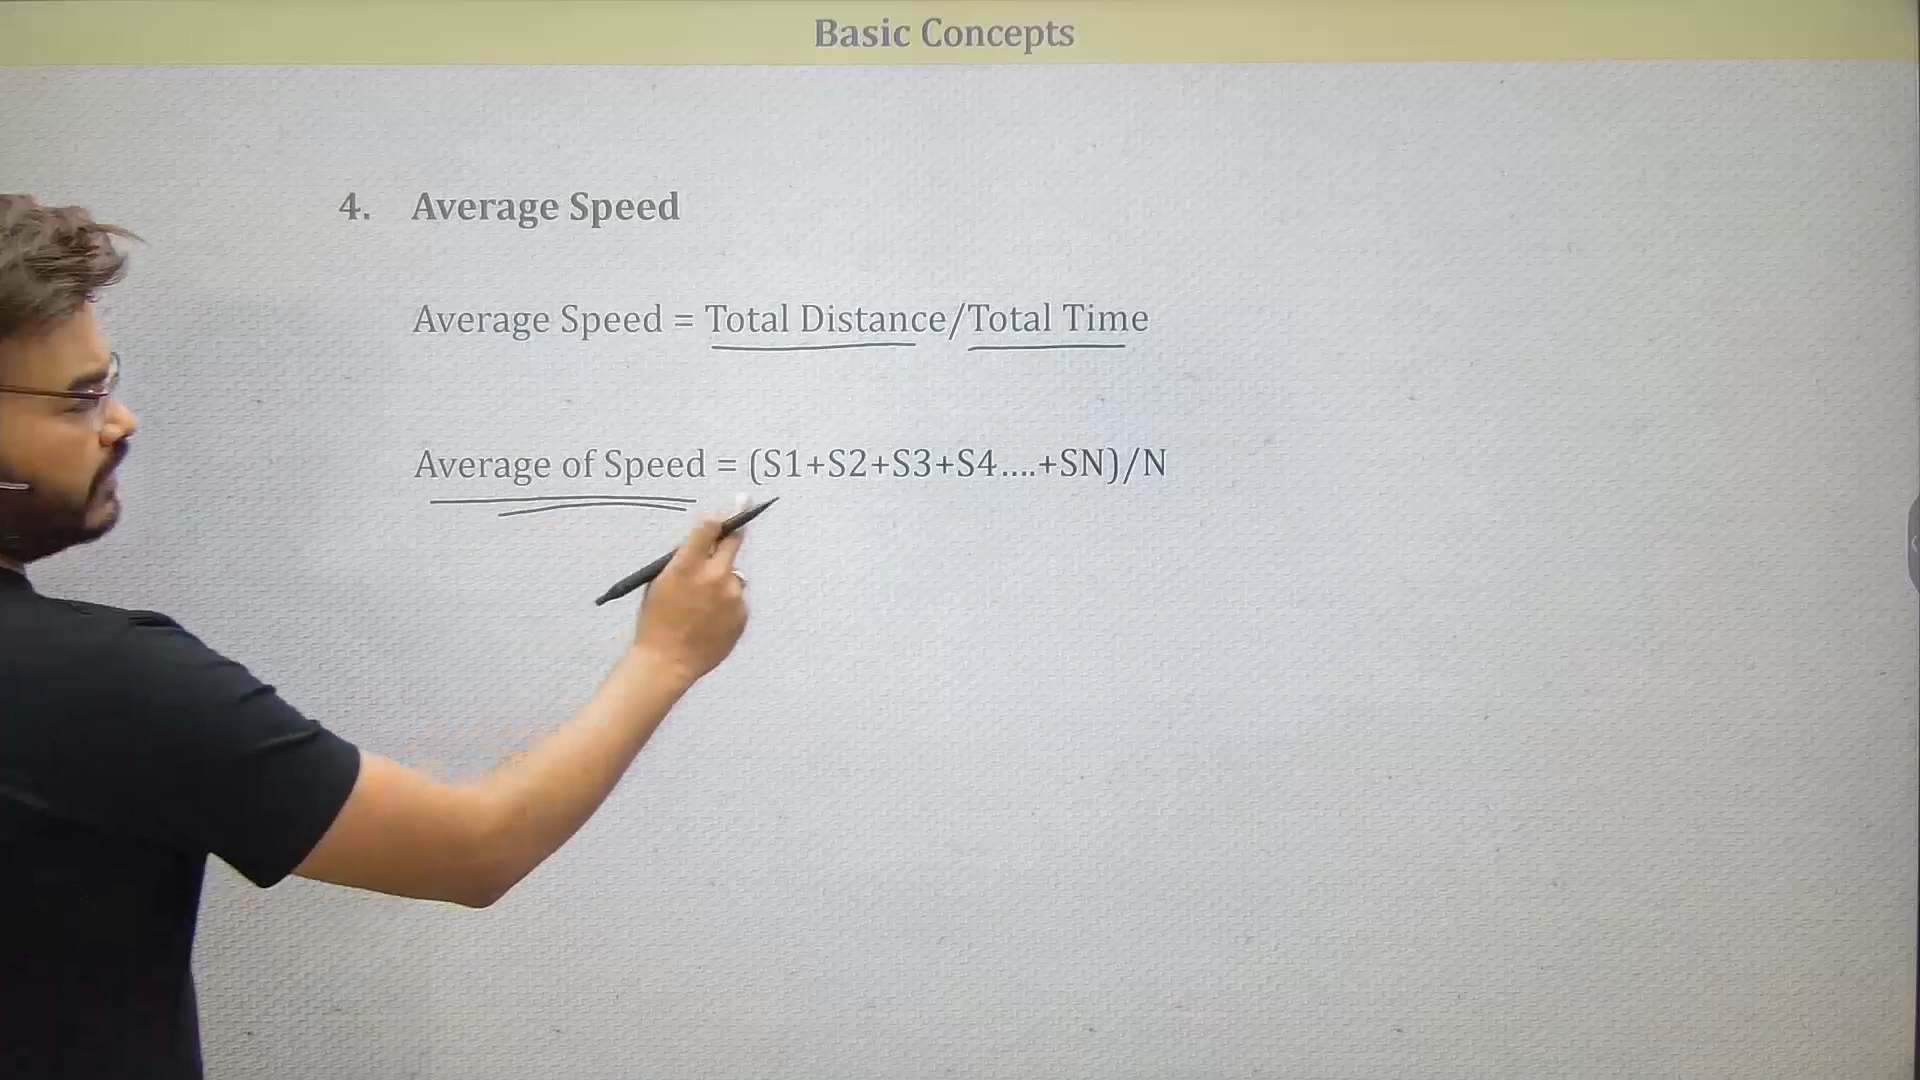 Basic Concepts
4. Average Speed
Average Speed = Total Distance/Total Time
Average of Speed = (S1+S2+S3+S4....+SN)/N